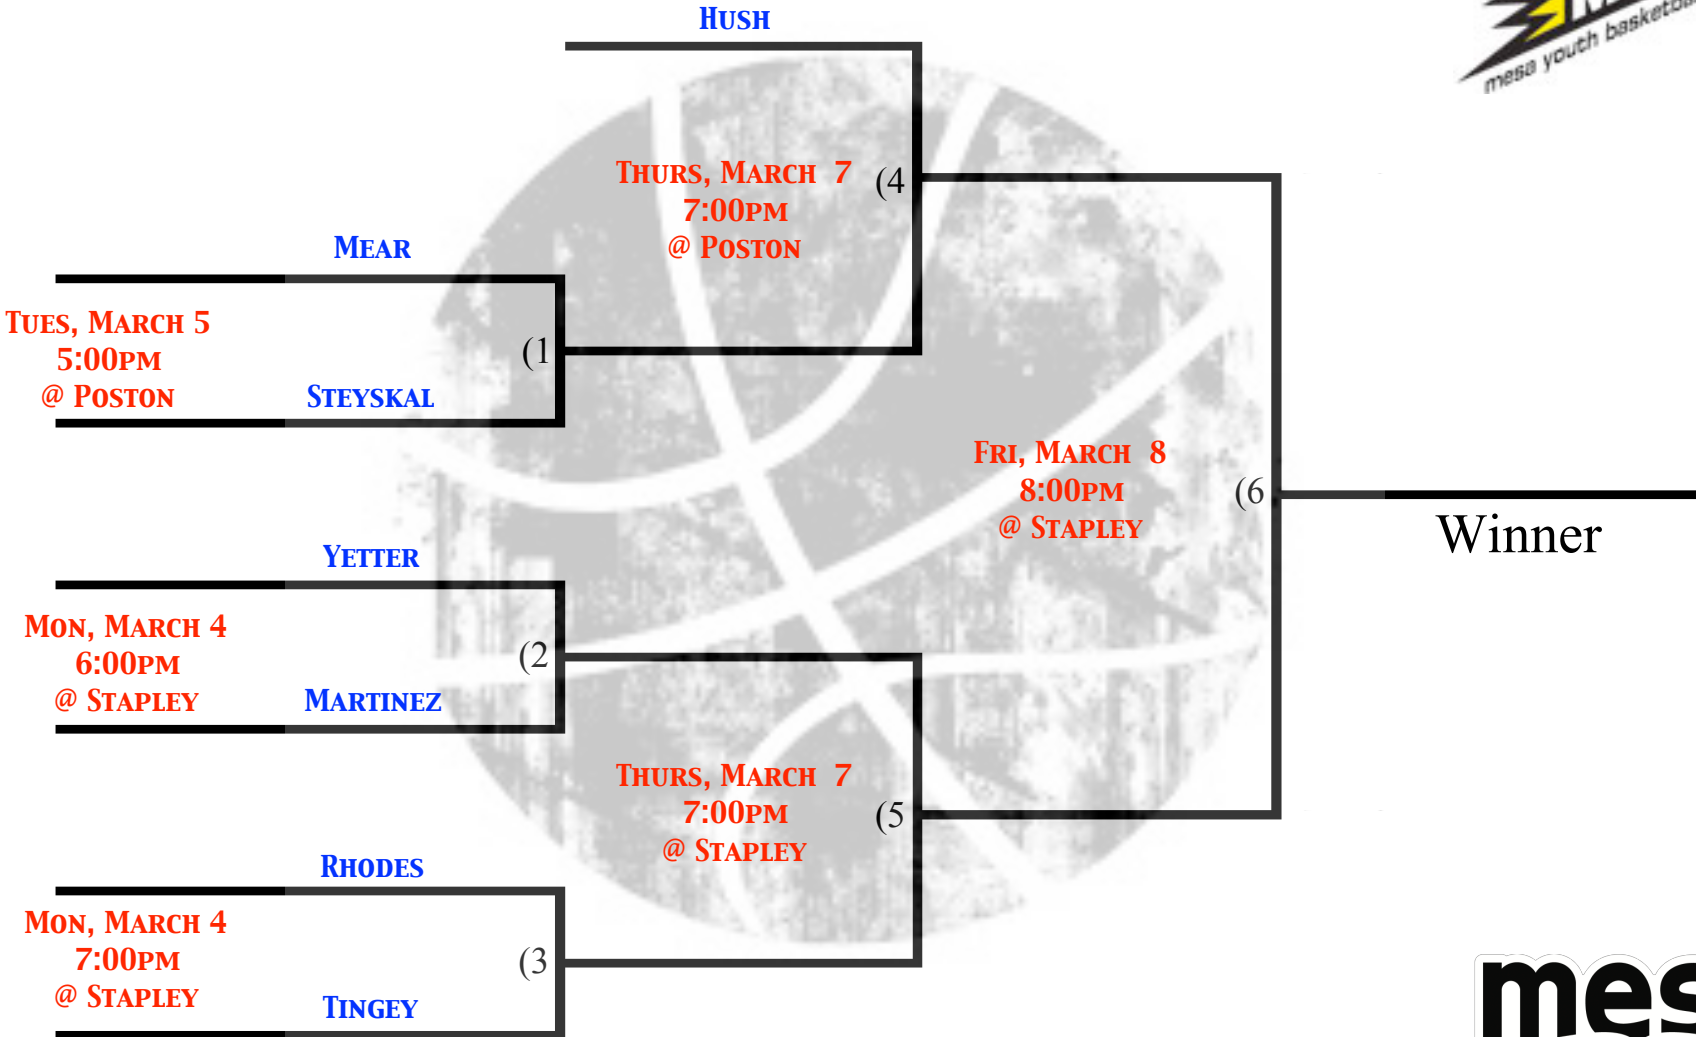 Hush
mesa youth basketba
Thurs, March 7
7:00pm
@ Poston
(4
Mear
Tues, March 5
5:00pm
@ Poston
(1
Steyskal
Fri, March 8
8:00pm
@ Stapley
(6
Winner
Yetter
Mon, March 4
6:00pm
@ Stapley
(2
Martinez
Thurs, March 7
7:00pm
@ Stapley
(5
Rhodes
Mon, March 4
7:00pm
@ Stapley
(3
Tingey
mes